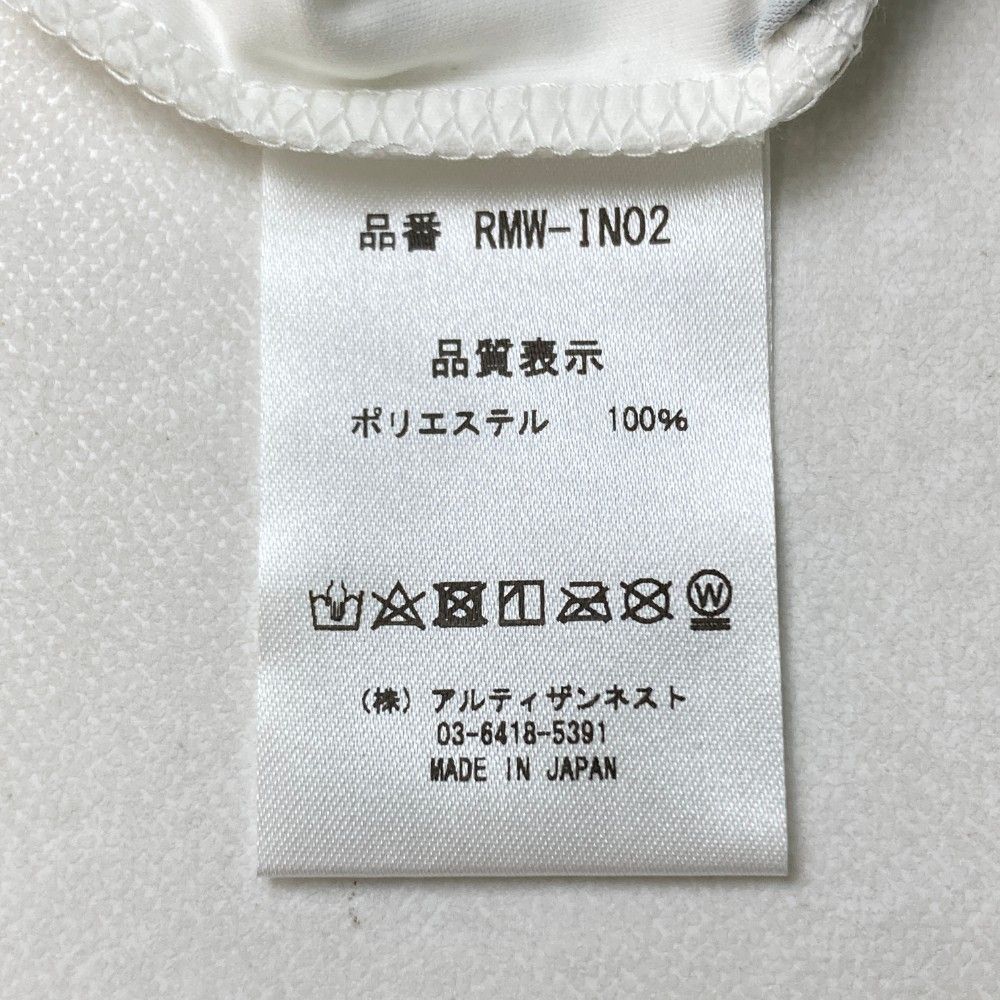 品番 RMW-IN02
品質表示
ポリエステル 100%
W
(株)アルティザンネスト
03-6418-5391
MADE IN JAPAN